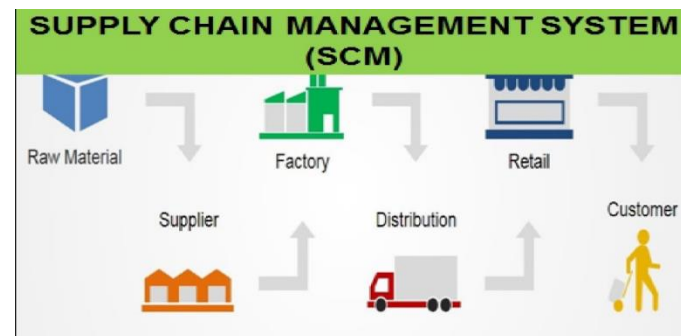 SUPPLY CHAIN MANAGEMENT SYSTEM
(SCM)
Raw Material
Factory
Retail
Supplier
Distribution
Customer